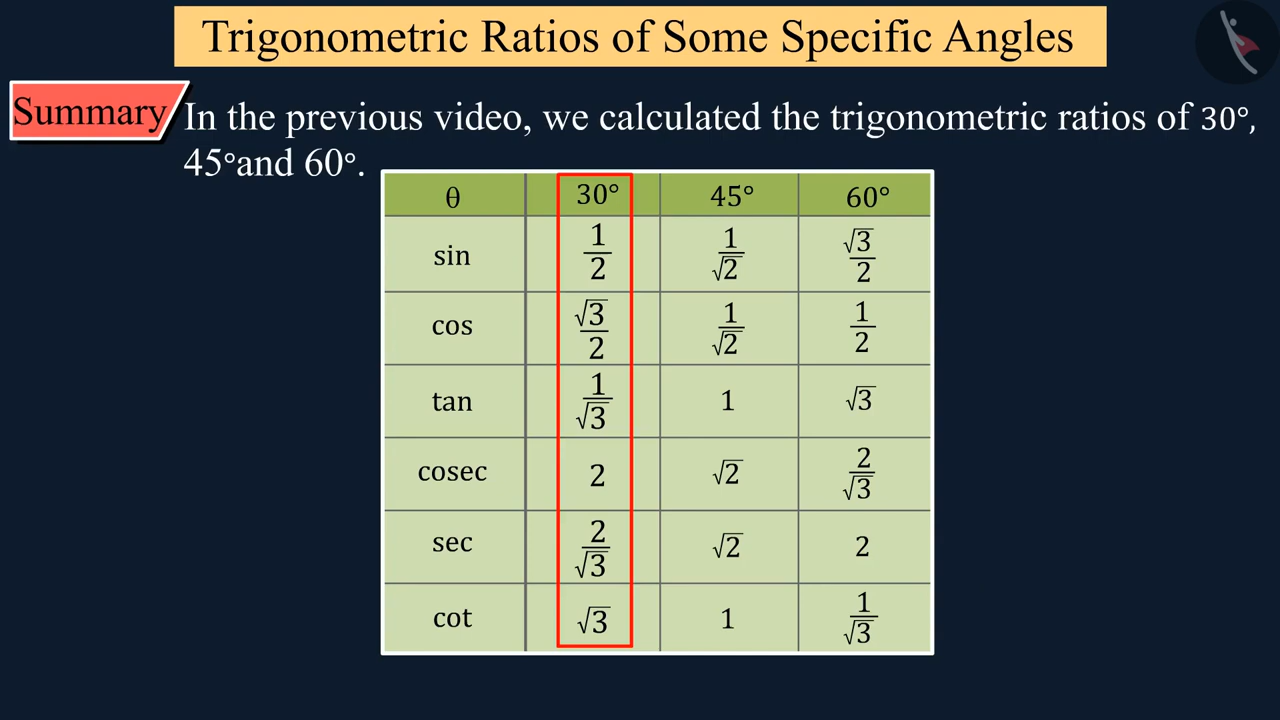 Trigonometric Ratios of Some Specific Angles
Summary
In the previous video, we calculated the trigonometric ratios of 30°,
45°and 60°.
θ 30° 45° 60°
sin 1/2 1/√2 √3/2
cos √3/2 1/√2 1/2
tan 1/√3 1 √3
cosec 2 √2 2/√3
sec 2/√3 √2 2
cot √3 1 1/√3